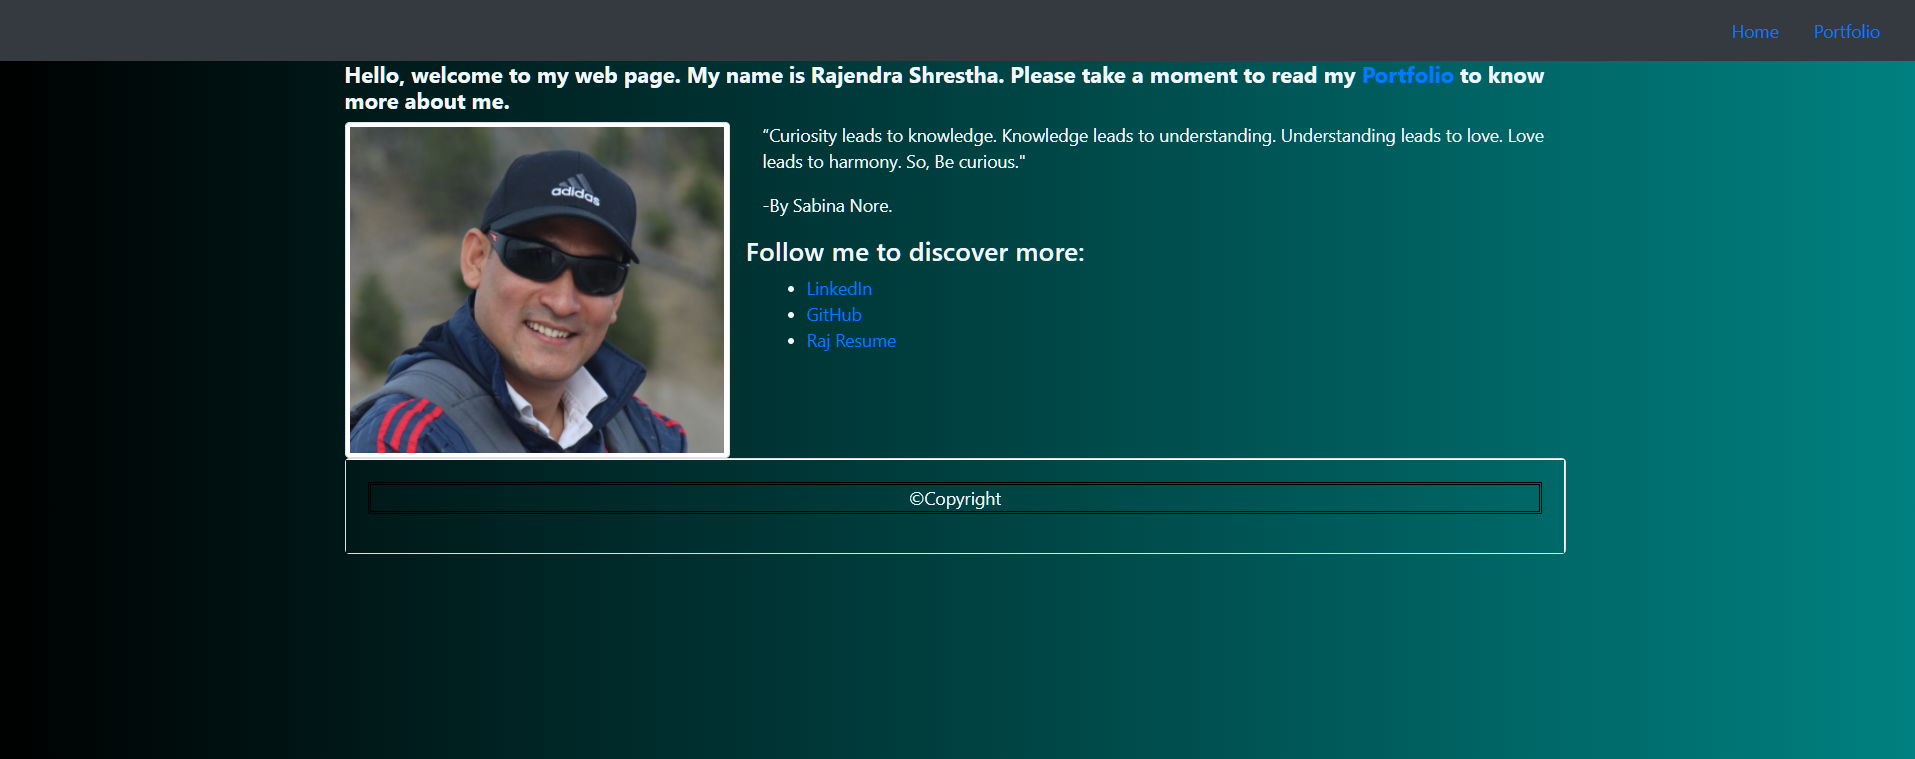 Home Portfolio
Hello, welcome to my web page. My name is Rajendra Shrestha. Please take a moment to read my Portfolio to know
more about me.
“Curiosity leads to knowledge. Knowledge leads to understanding. Understanding leads to love. Love
leads to harmony. So, Be curious."
-By Sabina Nore.
adidas
Follow me to discover more:
LinkedIn
GitHub
Raj Resume
©Copyright